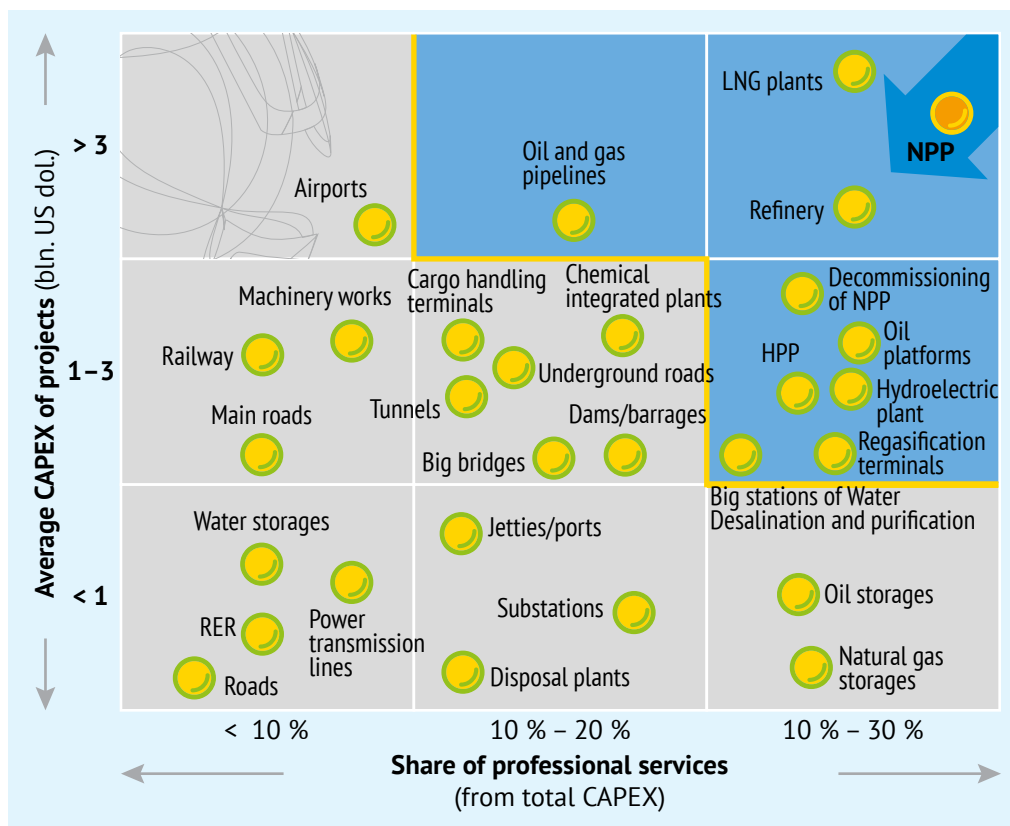 Average CAPEX of projects (bln. US dol.)
> 3
1–3
< 1
Airports
Oil and gas
pipelines
LNG plants
NPP
Refinery
Machinery works
Railway
Main roads
Cargo handling
terminals
Chemical
integrated plants
Underground roads
Tunnels
Dams/barrages
Big bridges
Decommissioning
of NPP
Oil
platforms
HPP
Hydroelectric
plant
Regasification
terminals
Big stations of Water
Desalination and purification
Water storages
RER
Power
transmission
lines
Roads
Jetties/ports
Substations
Disposal plants
Oil storages
Natural gas
storages
< 10 %
10 % – 20 %
10 % – 30 %
Share of professional services
(from total CAPEX)